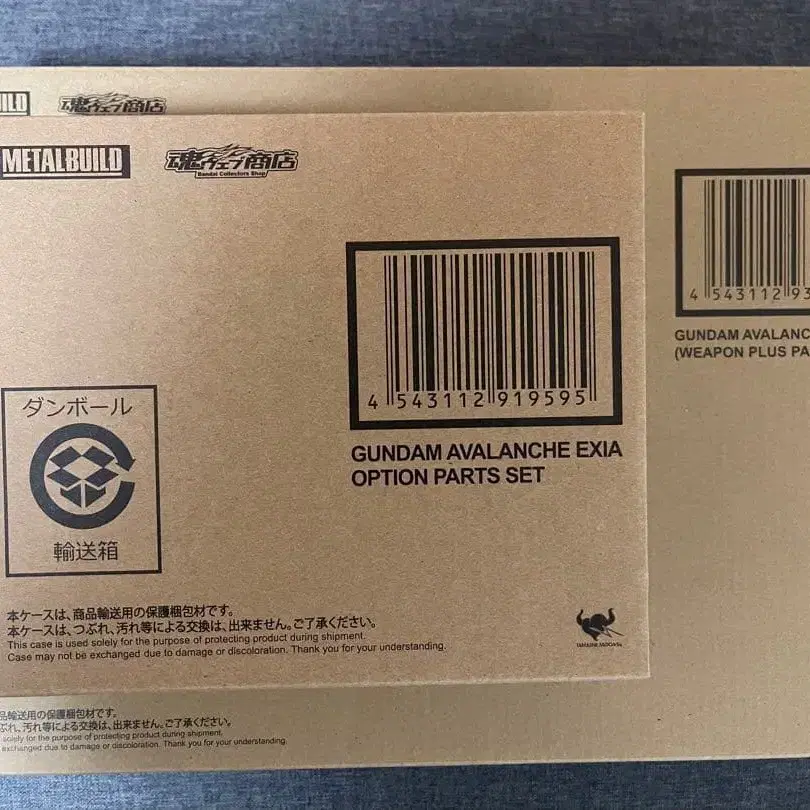 ILD
魂ウェブ商店
METALBUILD
魂ウェブ商店
Bandai Collectors Shop
4 543112 919595
GUNDAM AVALANCHE EXIA
OPTION PARTS SET
4 543112 93
GUNDAM AVALANC
(WEAPON PLUS PA
ダンボール
輸送箱
本ケースは、商品輸送用の保護梱包材です。
本ケースは、つぶれ、汚れ等による交換は、出来ません。ご了承ください。
This case is used solely for the purpose of protecting product during shipment.
Case may not be exchanged due to damage or discoloration. Thank you for your understanding.
TAMASHII NATIONS
品輸送用の保護梱包材です。
ぶれ、汚れ等による交換は、出来ません。ご了承ください。
solely for the purpose of protecting product during shipment.
exchanged due to damage or discoloration. Thank you for your understanding.